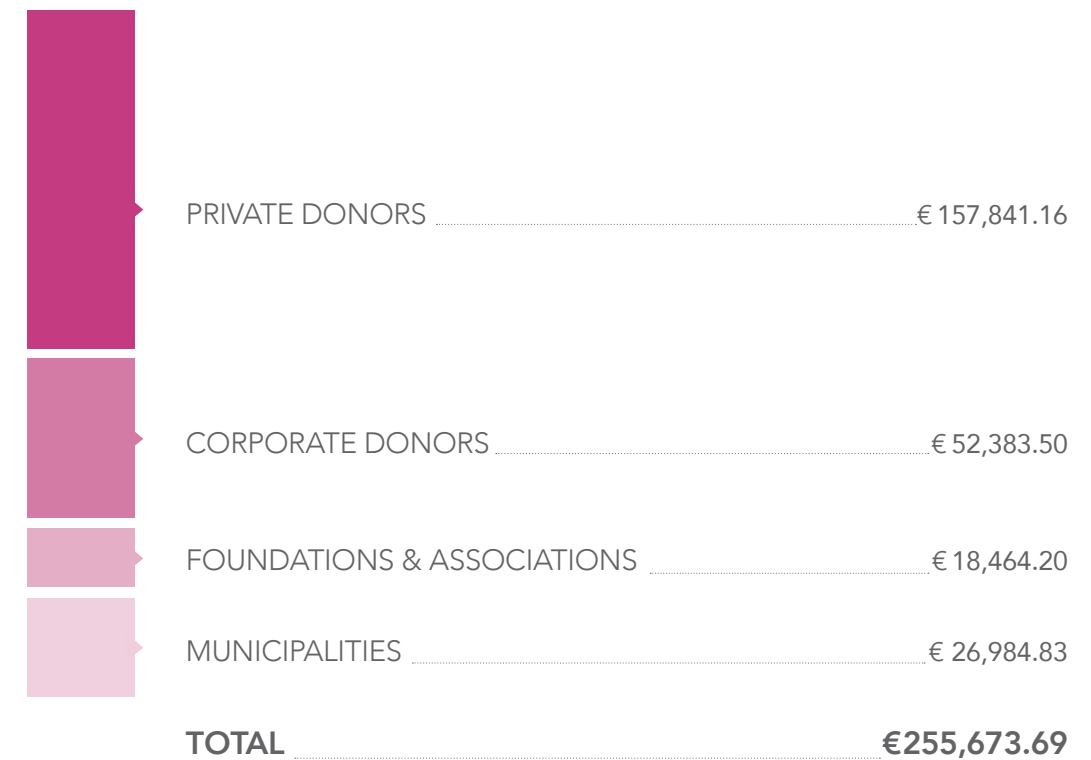 PRIVATE DONORS € 157,841.16
CORPORATE DONORS € 52,383.50
FOUNDATIONS & ASSOCIATIONS € 18,464.20
MUNICIPALITIES € 26,984.83
TOTAL €255,673.69